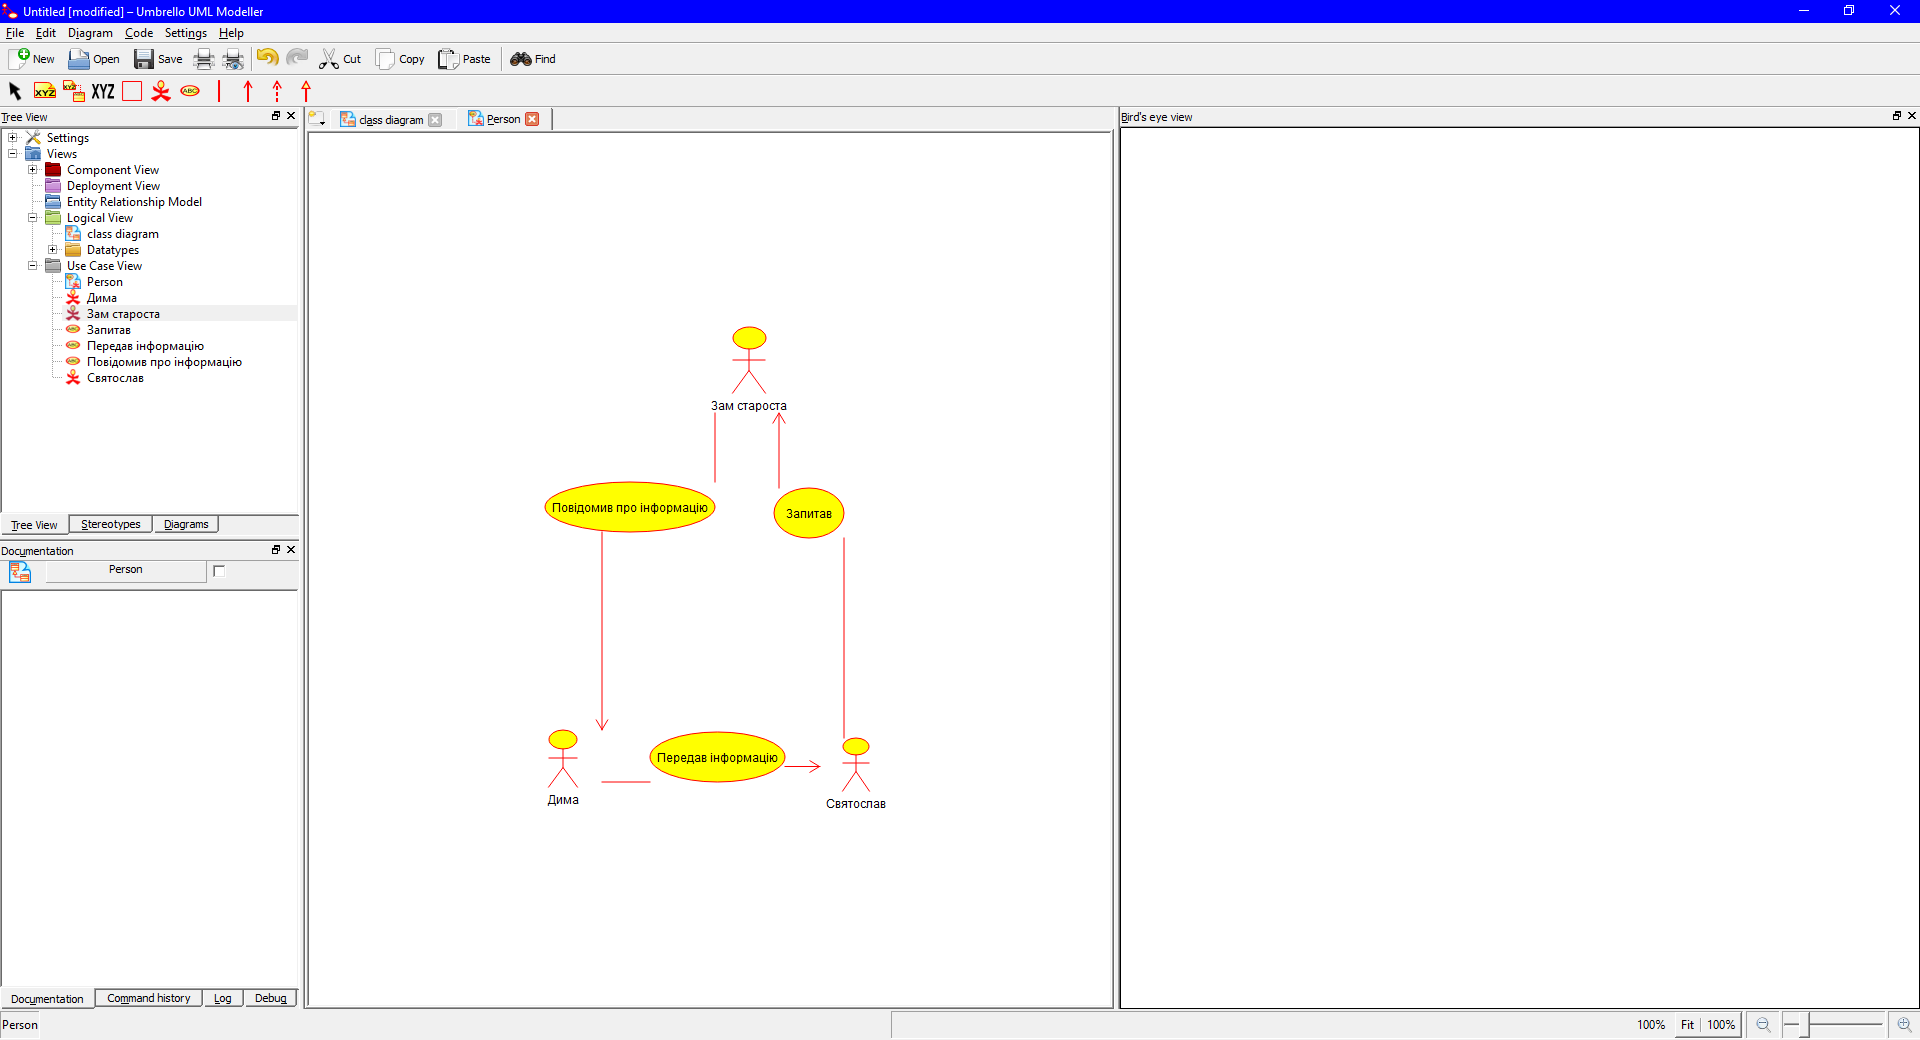 Untitled [modified] – Umbrello UML Modeller
File Edit Diagram Code Settings Help
New Open Save Cut Copy Paste Find
XYZ XYZ XYZ ABC
Tree View
class diagram Person
Bird's eye view
Settings
Views
Component View
Deployment View
Entity Relationship Model
Logical View
class diagram
Datatypes
Use Case View
Person
Дима
Зам староста
Запитав
Передав інформацію
Повідомив про інформацію
Святослав
Tree View Stereotypes Diagrams
Documentation
Person
Зам староста
Повідомив про інформацію
Запитав
Передав інформацію
Дима
Святослав
Documentation Command history Log Debug
Person
100% Fit 100%